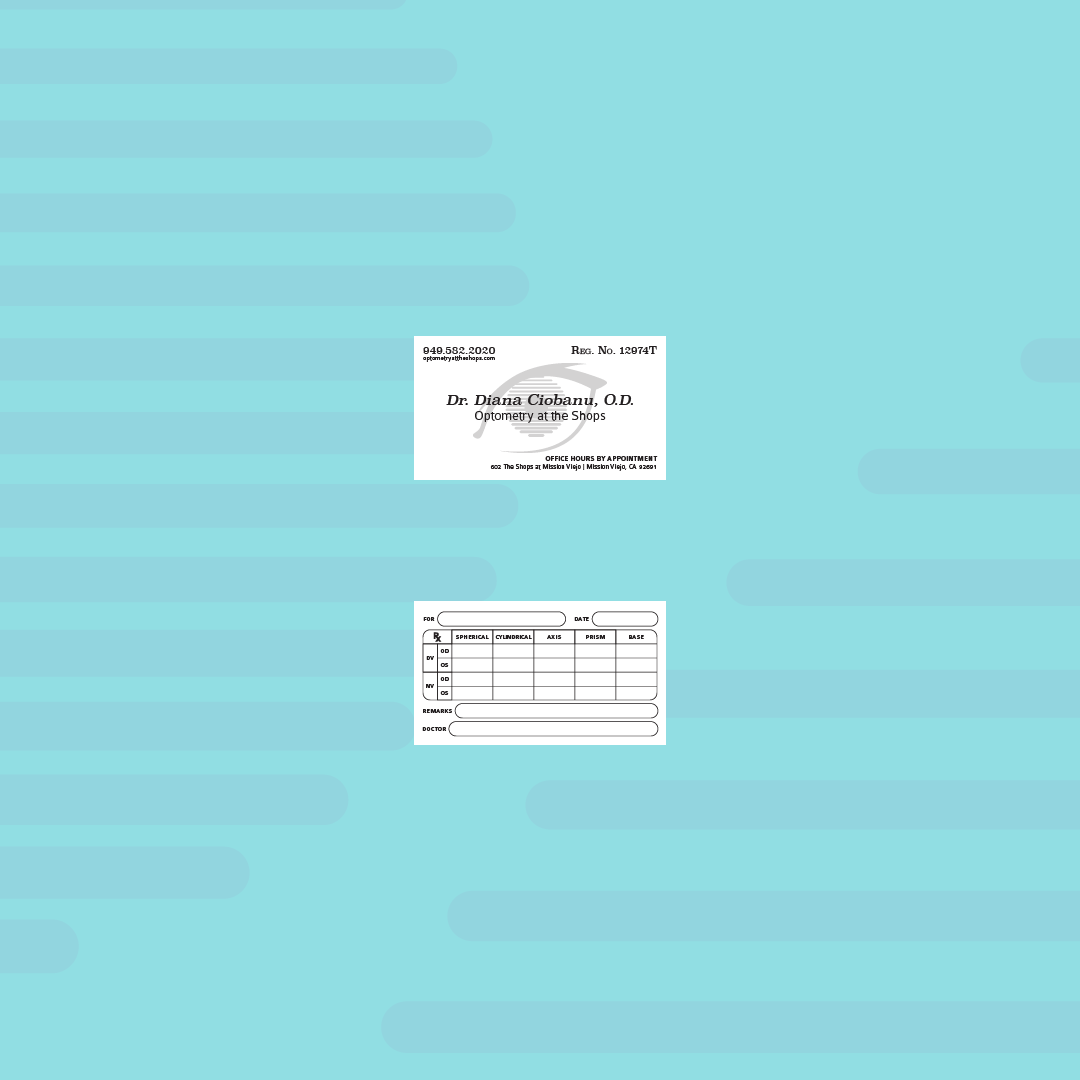 949.582.2020 Reg. No. 12974T
optometryattheshops.com
Dr. Diana Ciobanu, O.D.
Optometry at the Shops
OFFICE HOURS BY APPOINTMENT
602 The Shops at Mission Viejo | Mission Viejo, CA 92691
FOR DATE
℞ SPHERICAL CYLINDRICAL AXIS PRISM BASE
DV OD
OS
NV OD
OS
REMARKS
DOCTOR